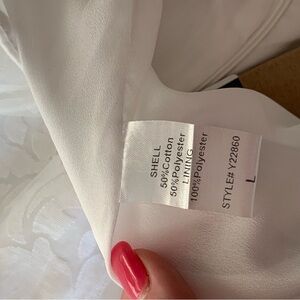 SHELL
50%Cotton
50%Polyester
LINING
100%Polyester
STYLE# Y22860
L